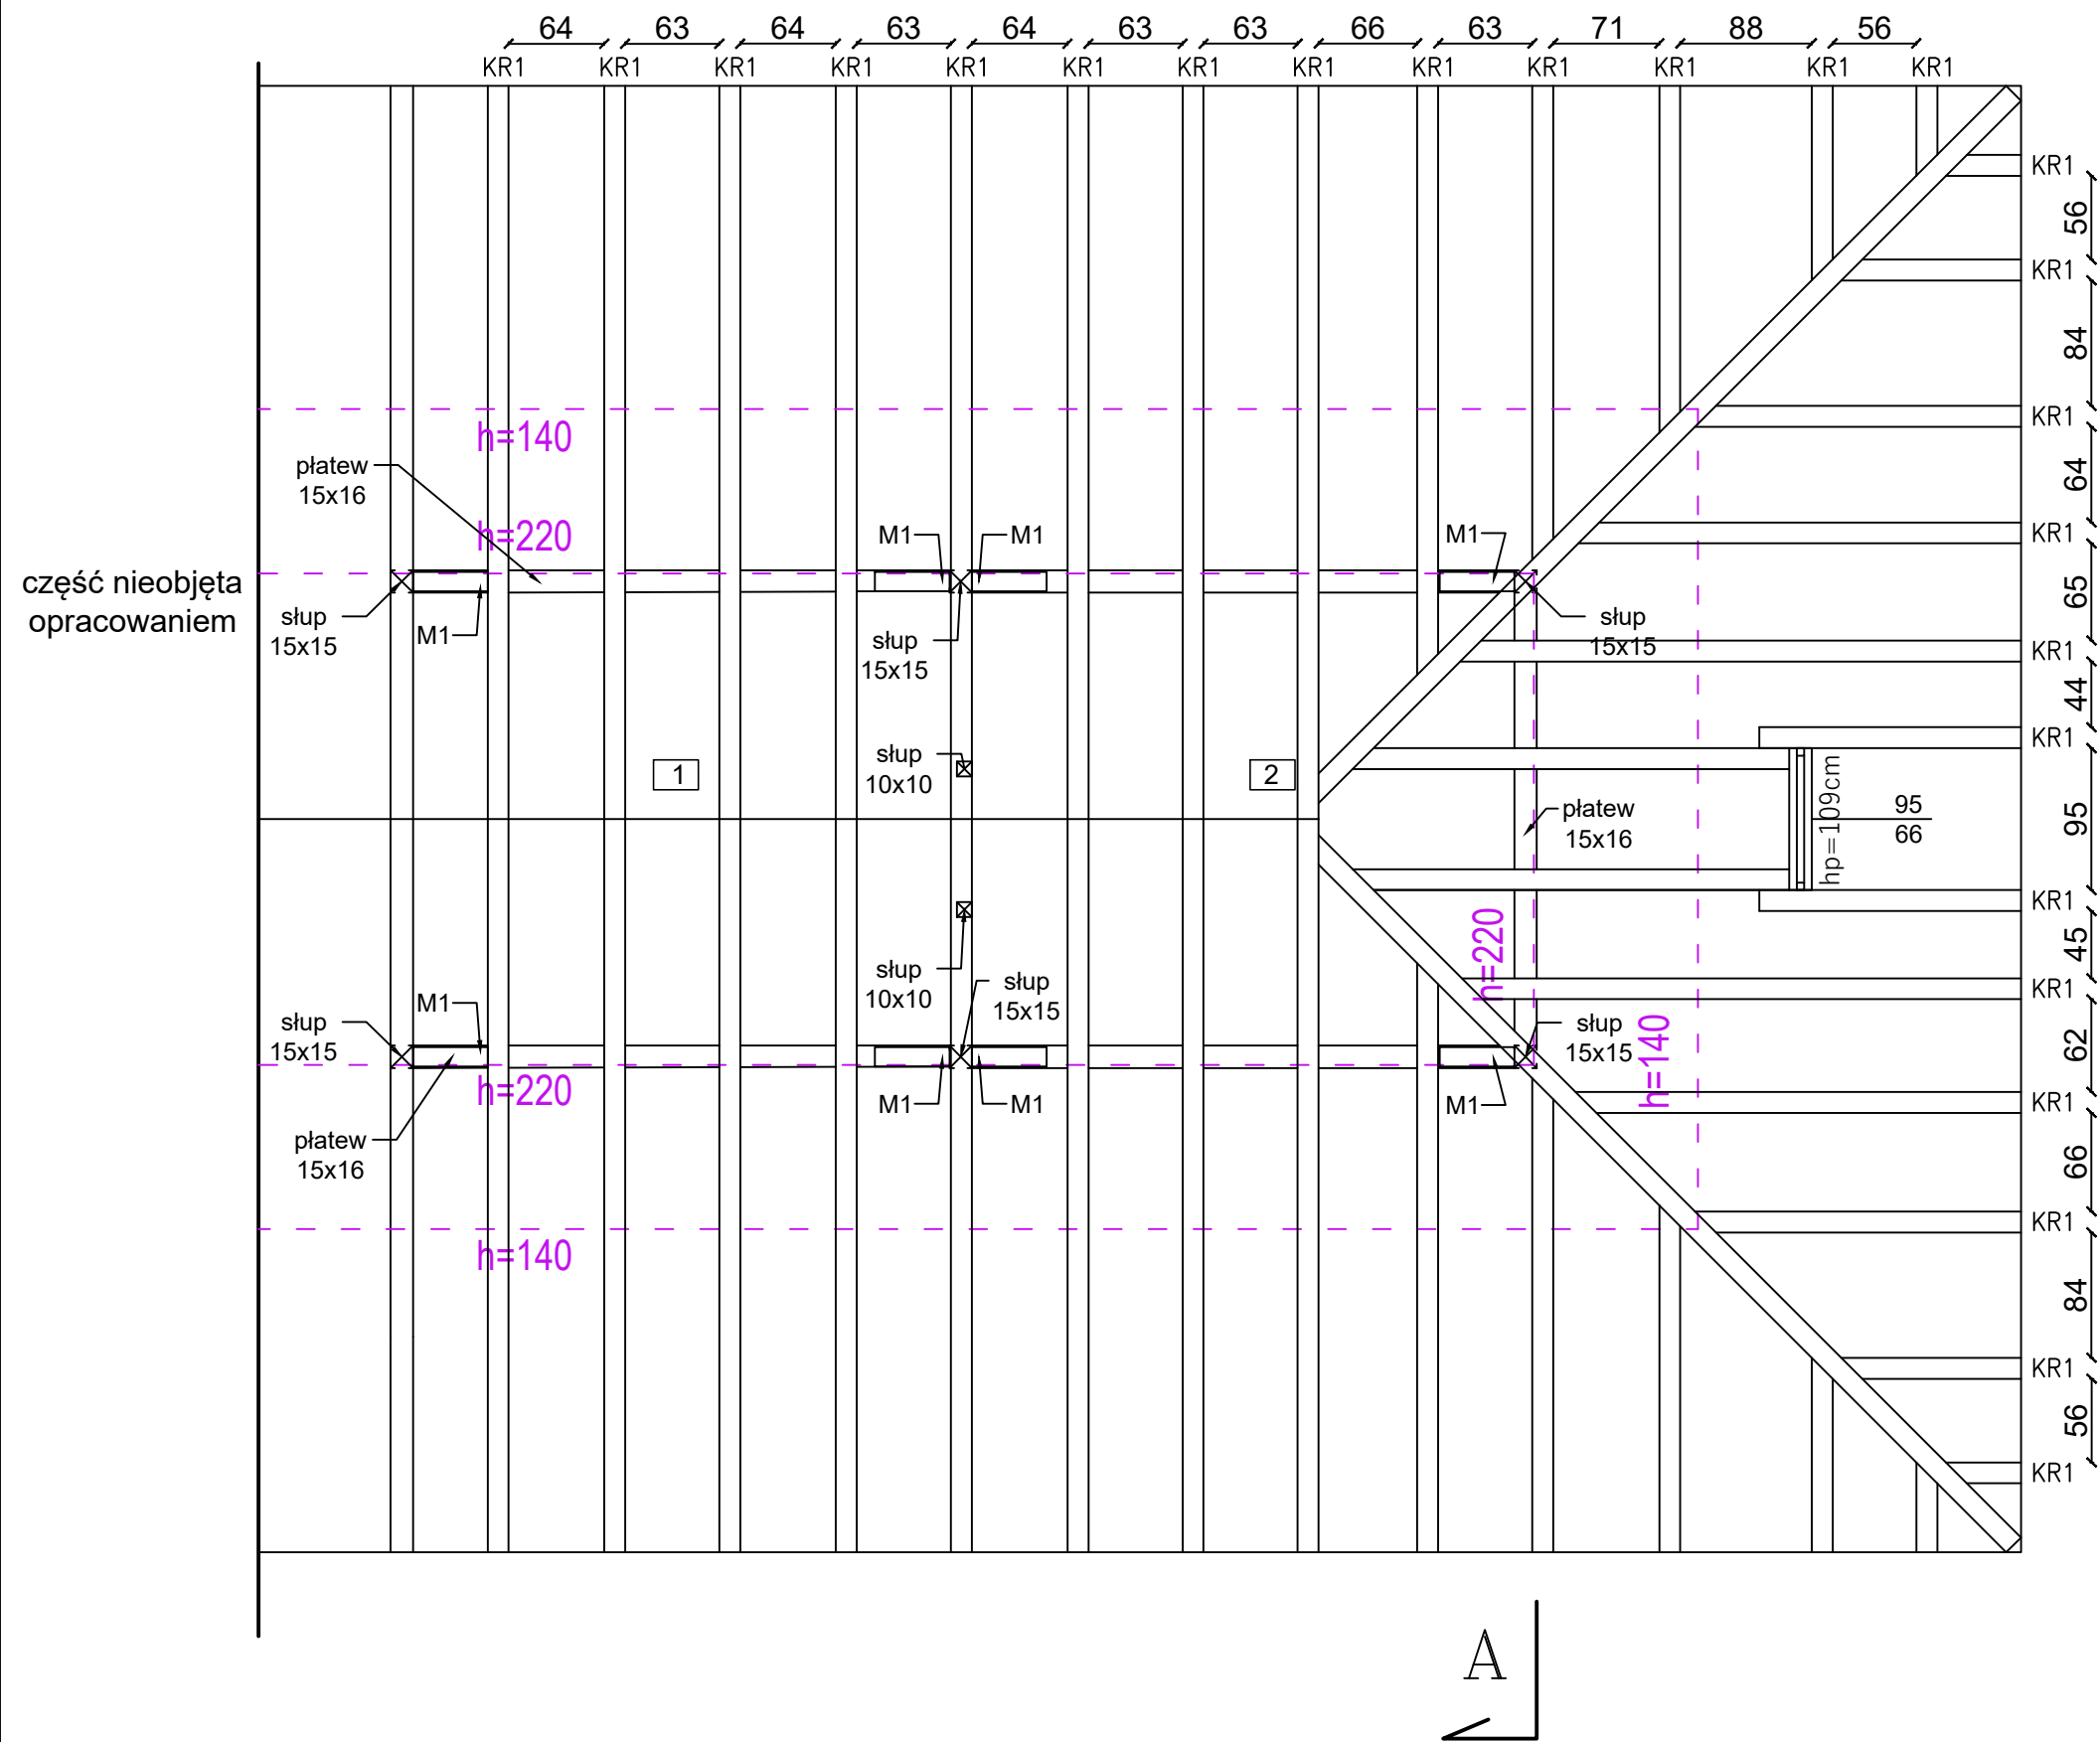 64 63 64 63 64 63 63 66 63 71 88 56
KR1 KR1 KR1 KR1 KR1 KR1 KR1 KR1 KR1 KR1 KR1 KR1 KR1
KR1
56
KR1
84
KR1
64
KR1
65
KR1
44
KR1
95
KR1
45
KR1
62
KR1
66
KR1
84
KR1
56
KR1
h=140
płatew
15x16
h=220
M1
M1
M1
część nieobjęta
opracowaniem
słup
15x15
M1
słup
15x15
słup
15x15
słup
10x10
1
2
płatew
15x16
hp=109cm
95
66
h=220
słup
10x10
słup
15x15
M1
słup
15x15
słup
15x15
h=140
h=220
M1
M1
M1
płatew
15x16
h=140
A